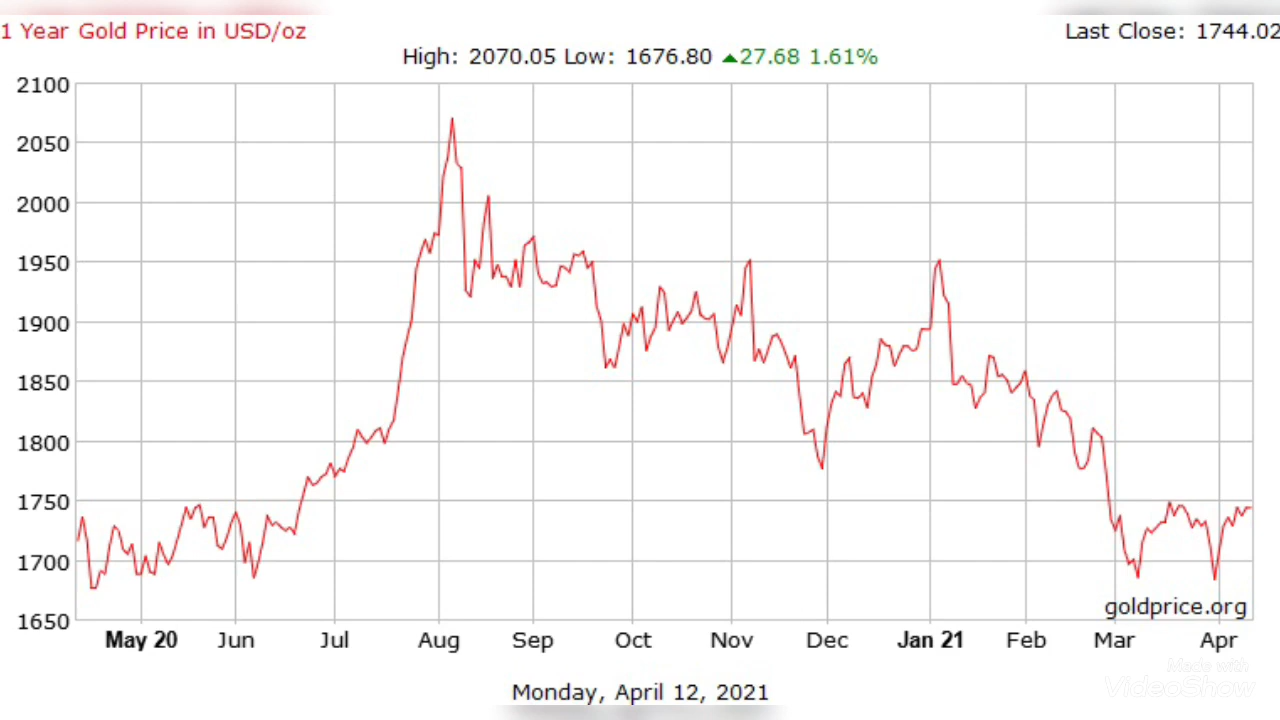 1 Year Gold Price in USD/oz
Last Close: 1744.02
High: 2070.05 Low: 1676.80 ▲27.68 1.61%
2100
2050
2000
1950
1900
1850
1800
1750
1700
1650
goldprice.org
May 20 Jun Jul Aug Sep Oct Nov Dec Jan 21 Feb Mar Apr
Made with
VideoShow
Monday, April 12, 2021